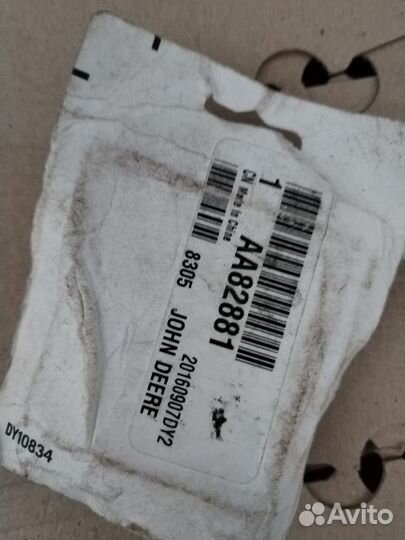 CN Made in China
1
AA82881
8305 JOHN DEERE
20160907DY2
DY10834
Avito